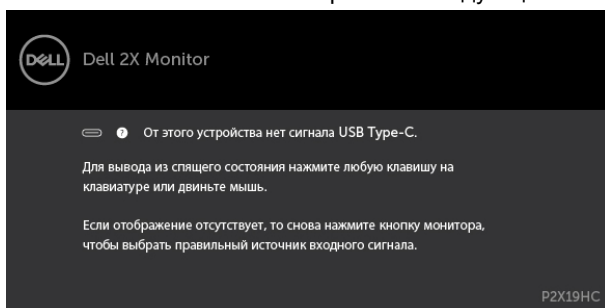 DELL
Dell 2X Monitor
? От этого устройства нет сигнала USB Type-C.
Для вывода из спящего состояния нажмите любую клавишу на
клавиатуре или двиньте мышь.
Если отображение отсутствует, то снова нажмите кнопку монитора,
чтобы выбрать правильный источник входного сигнала.
P2X19HC